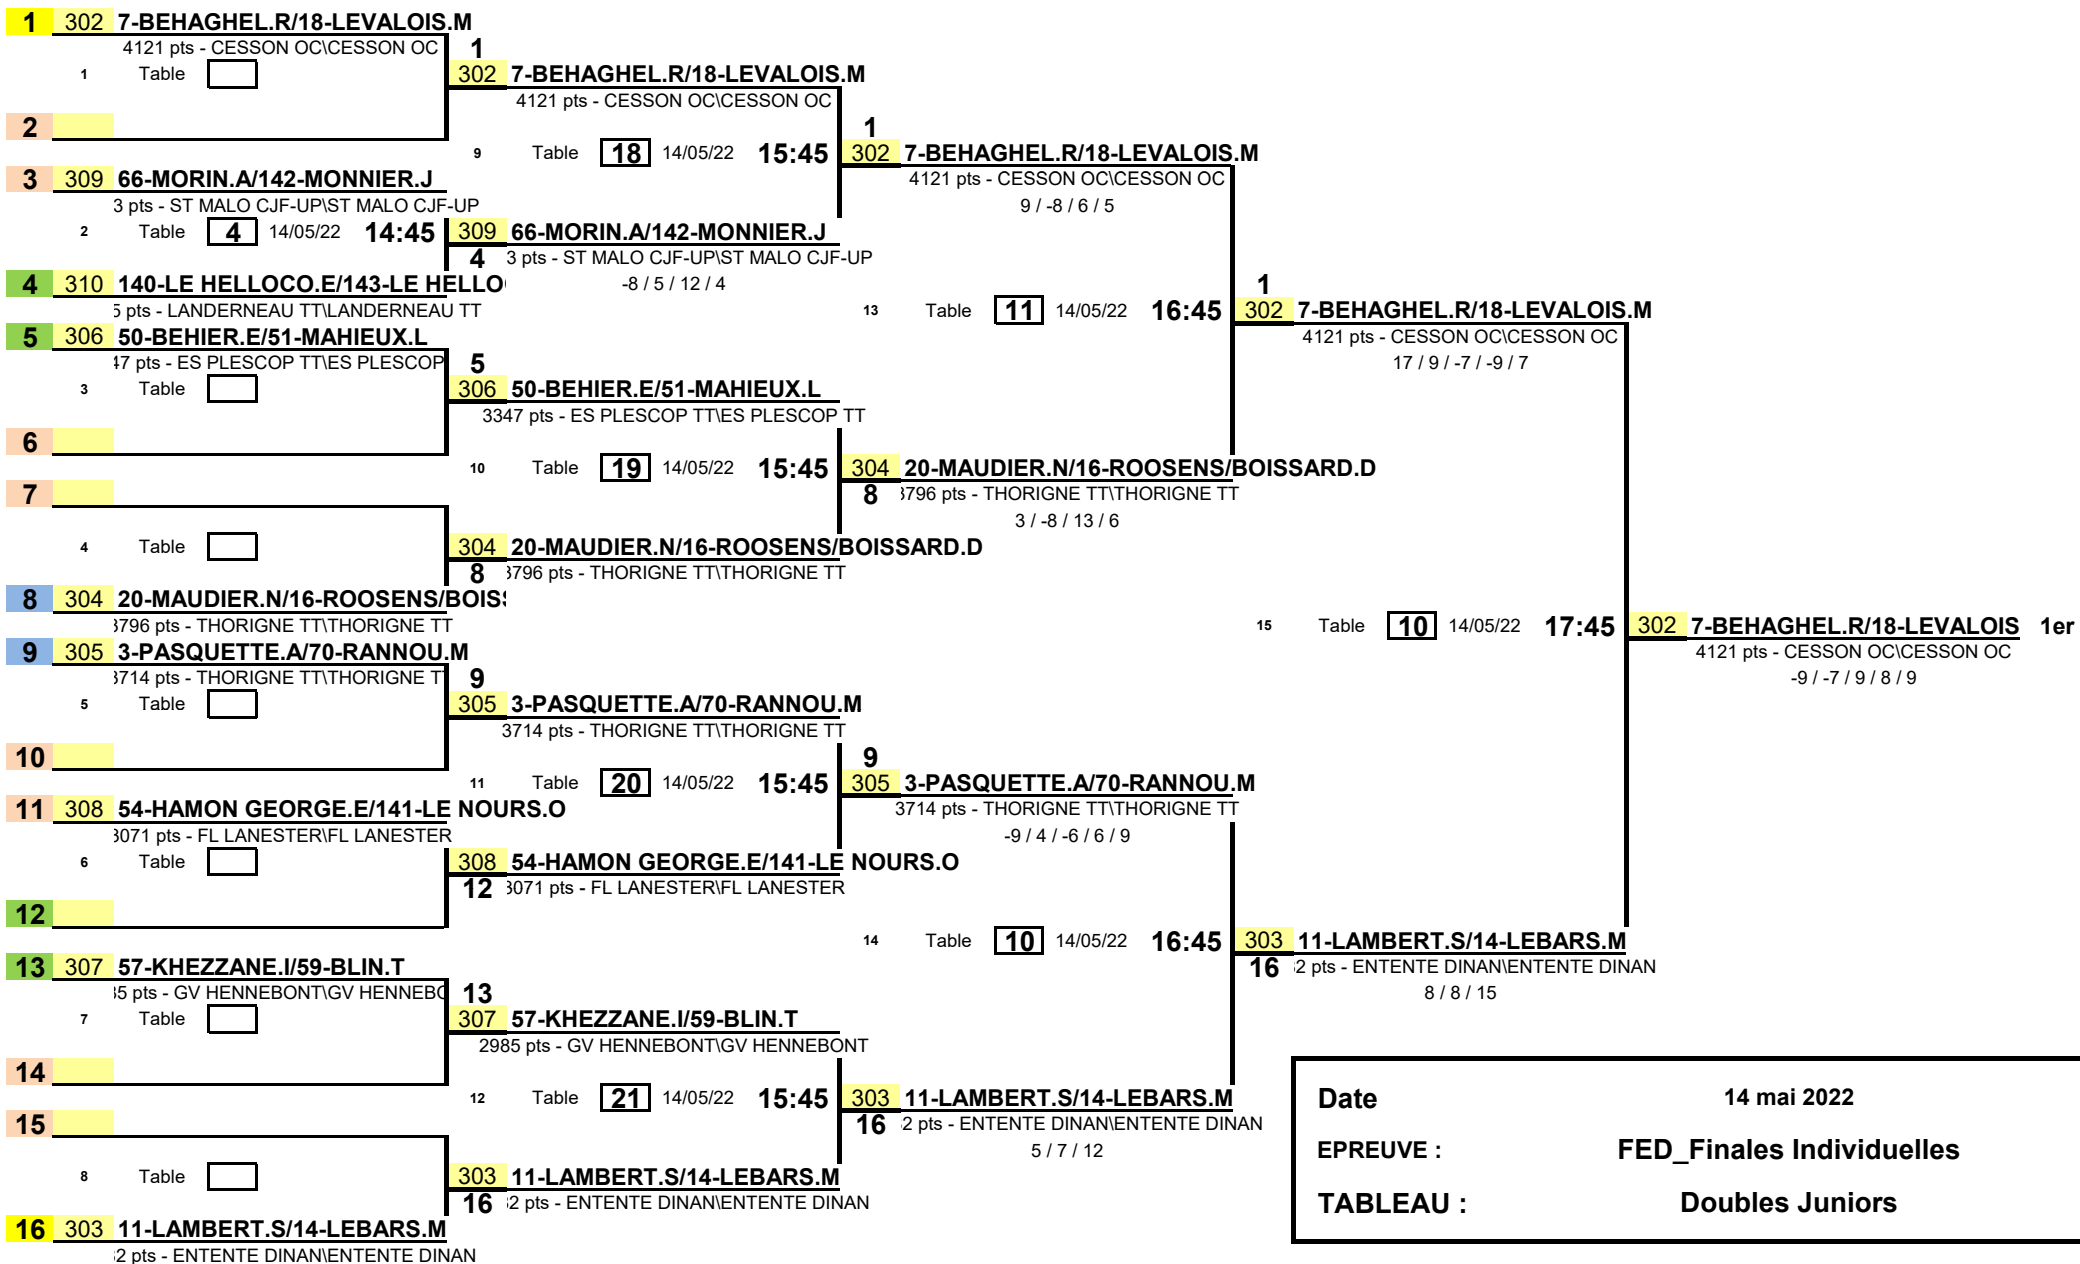 1 302 7-BEHAGHEL.R/18-LEVALOIS.M
4121 pts - CESSON OC\CESSON OC
1 Table
2
3 309 66-MORIN.A/142-MONNIER.J
3 pts - ST MALO CJF-UP\ST MALO CJF-UP
2 Table 4 14/05/22 14:45
4 310 140-LE HELLOCO.E/143-LE HELLO
5 pts - LANDERNEAU TT\LANDERNEAU TT
5 306 50-BEHIER.E/51-MAHIEUX.L
47 pts - ES PLESCOP TT\ES PLESCOP
3 Table
6
7
4 Table
8 304 20-MAUDIER.N/16-ROOSENS/BOIS
3796 pts - THORIGNE TT\THORIGNE TT
9 305 3-PASQUETTE.A/70-RANNOU.M
3714 pts - THORIGNE TT\THORIGNE T
5 Table
10
11 308 54-HAMON GEORGE.E/141-LE NOURS.O
3071 pts - FL LANESTER\FL LANESTER
6 Table
12
13 307 57-KHEZZANE.I/59-BLIN.T
35 pts - GV HENNEBONT\GV HENNEBO
7 Table
14
15
8 Table
16 303 11-LAMBERT.S/14-LEBARS.M
2 pts - ENTENTE DINAN\ENTENTE DINAN
1
302 7-BEHAGHEL.R/18-LEVALOIS.M
4121 pts - CESSON OC\CESSON OC
9 Table 18 14/05/22 15:45
309 66-MORIN.A/142-MONNIER.J
4 3 pts - ST MALO CJF-UP\ST MALO CJF-UP
-8 / 5 / 12 / 4
5
306 50-BEHIER.E/51-MAHIEUX.L
3347 pts - ES PLESCOP TT\ES PLESCOP TT
10 Table 19 14/05/22 15:45
304 20-MAUDIER.N/16-ROOSENS/BOISSARD.D
8 3796 pts - THORIGNE TT\THORIGNE TT
9
305 3-PASQUETTE.A/70-RANNOU.M
3714 pts - THORIGNE TT\THORIGNE TT
11 Table 20 14/05/22 15:45
308 54-HAMON GEORGE.E/141-LE NOURS.O
12 3071 pts - FL LANESTER\FL LANESTER
13
307 57-KHEZZANE.I/59-BLIN.T
2985 pts - GV HENNEBONT\GV HENNEBONT
12 Table 21 14/05/22 15:45
303 11-LAMBERT.S/14-LEBARS.M
16 2 pts - ENTENTE DINAN\ENTENTE DINAN
1
302 7-BEHAGHEL.R/18-LEVALOIS.M
4121 pts - CESSON OC\CESSON OC
9 / -8 / 6 / 5
13 Table 11 14/05/22 16:45
304 20-MAUDIER.N/16-ROOSENS/BOISSARD.D
8 3796 pts - THORIGNE TT\THORIGNE TT
3 / -8 / 13 / 6
9
305 3-PASQUETTE.A/70-RANNOU.M
3714 pts - THORIGNE TT\THORIGNE TT
-9 / 4 / -6 / 6 / 9
14 Table 10 14/05/22 16:45
303 11-LAMBERT.S/14-LEBARS.M
16 2 pts - ENTENTE DINAN\ENTENTE DINAN
5 / 7 / 12
1
302 7-BEHAGHEL.R/18-LEVALOIS.M
4121 pts - CESSON OC\CESSON OC
17 / 9 / -7 / -9 / 7
15 Table 10 14/05/22 17:45
303 11-LAMBERT.S/14-LEBARS.M
16 2 pts - ENTENTE DINAN\ENTENTE DINAN
8 / 8 / 15
302 7-BEHAGHEL.R/18-LEVALOIS 1er
4121 pts - CESSON OC\CESSON OC
-9 / -7 / 9 / 8 / 9
Date 14 mai 2022
EPREUVE : FED_Finales Individuelles
TABLEAU : Doubles Juniors